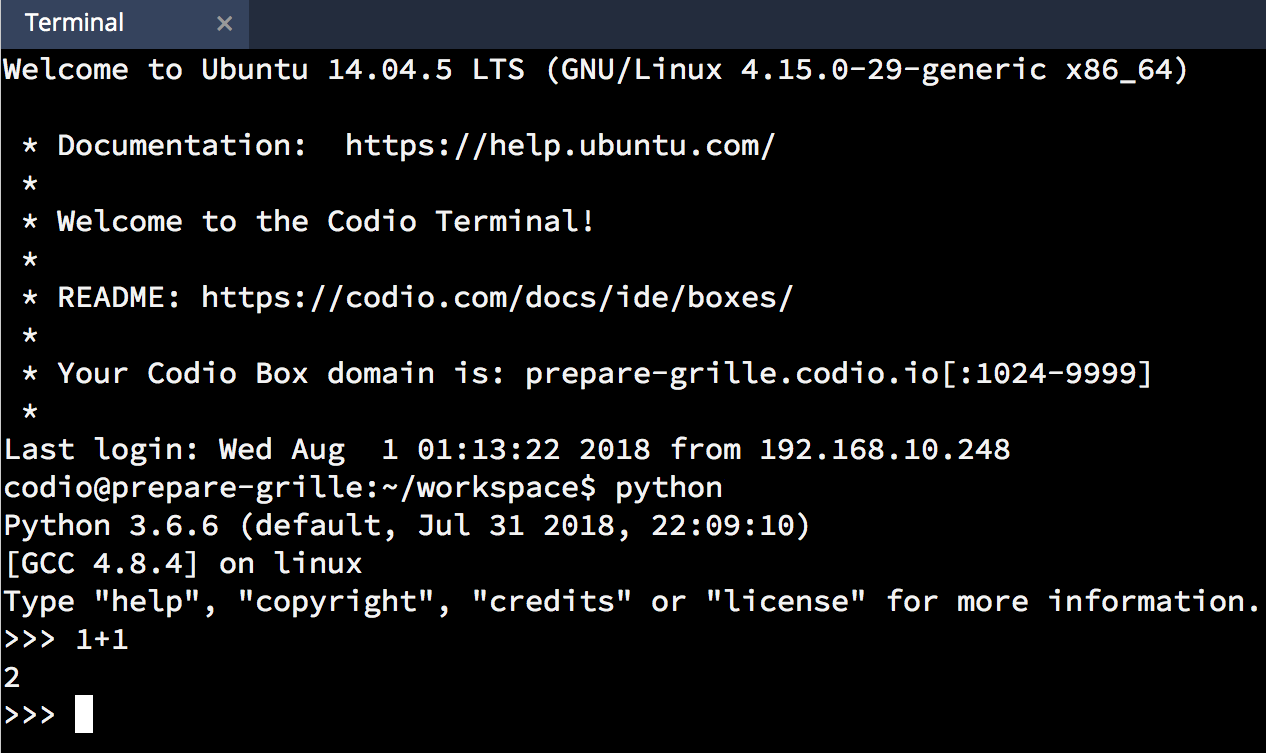 Terminal ×
Welcome to Ubuntu 14.04.5 LTS (GNU/Linux 4.15.0-29-generic x86_64)
* Documentation:  https://help.ubuntu.com/
*
* Welcome to the Codio Terminal!
*
* README: https://codio.com/docs/ide/boxes/
*
* Your Codio Box domain is: prepare-grille.codio.io[:1024-9999]
*
Last login: Wed Aug  1 01:13:22 2018 from 192.168.10.248
codio@prepare-grille:~/workspace$ python
Python 3.6.6 (default, Jul 31 2018, 22:09:10)
[GCC 4.8.4] on linux
Type "help", "copyright", "credits" or "license" for more information.
>>> 1+1
2
>>>